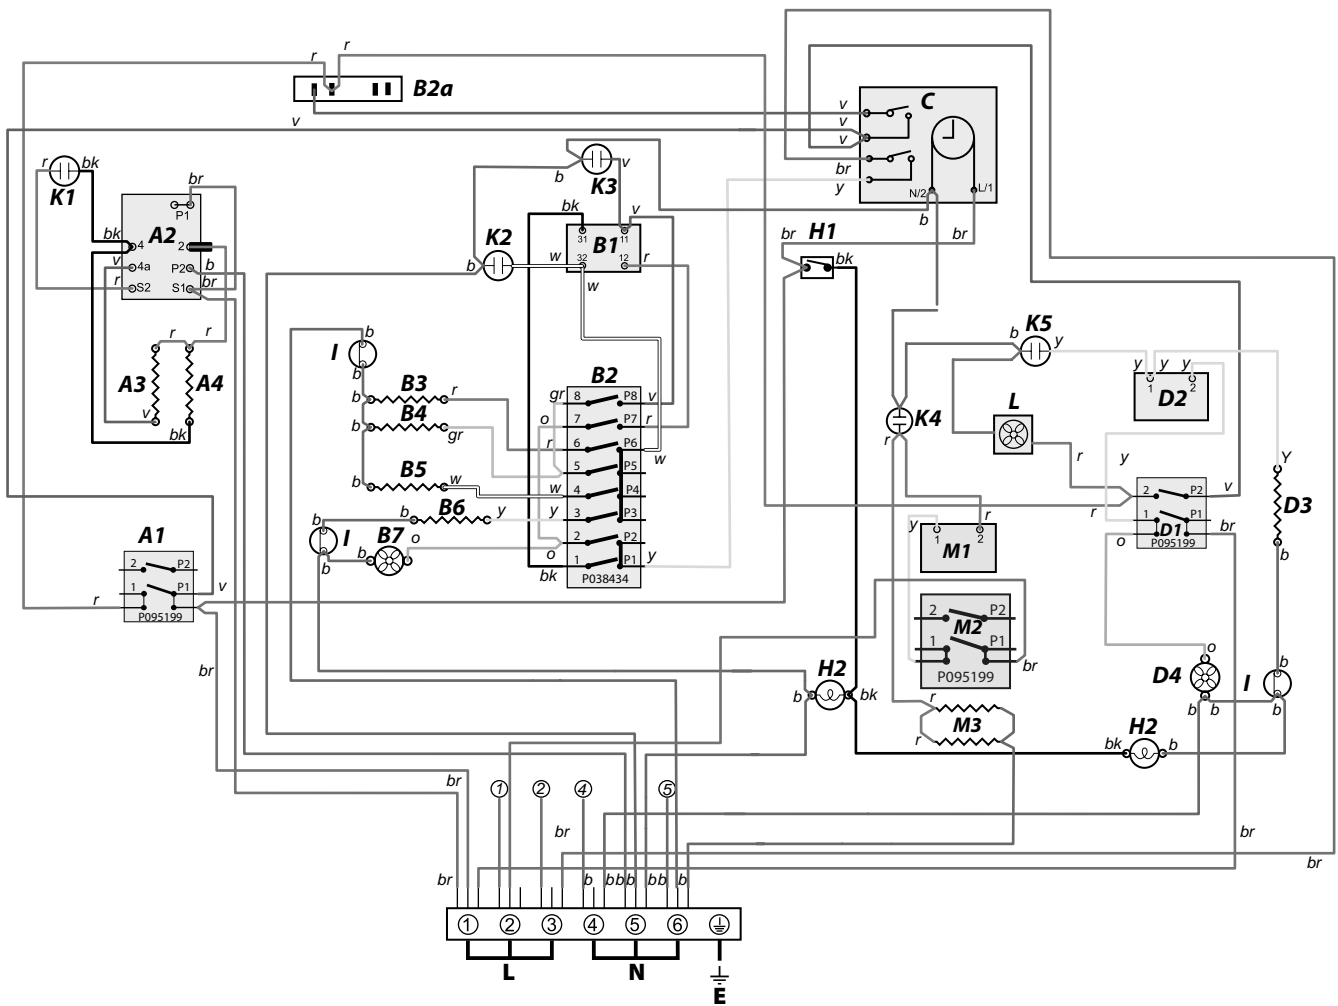 r
r
B2a
v
C
v
v
v
br
y
N/2
L/1
b
br
r
bk
K1
br
P1
A2
bk
4
2
v
4a
P2
b
r
S2
S1
br
r
r
A3
A4
v
bk
b
K3
v
bk
v
31
11
B1
K2
w
32
12
r
b
w
H1
br
bk
I
b
b
b
B3
r
b
B4
gr
b
B5
w
b
B6
y
b
I
b
B7
o
b
B2
gr
8
P8
v
o
7
P7
r
r
6
P6
w
5
P5
w
4
P4
y
3
P3
2
P2
o
bk
1
P1
y
P038434
b
K5
y
y
y
y
1
2
D2
L
K4
r
r
y
r
2
P2
v
1
P1
br
D1
o
P095199
Y
D3
b
y
1
2
r
M1
2
P2
M2
1
P1
br
P095199
A1
2
P2
1
P1
v
r
P095199
br
H2
b
bk
r
M3
r
o
D4
b
b
b
I
b
bk
H2
b
br
1
2
4
5
br
br
br
br
b
b
b
b
b
b
b
1
2
3
4
5
6
L
N
E